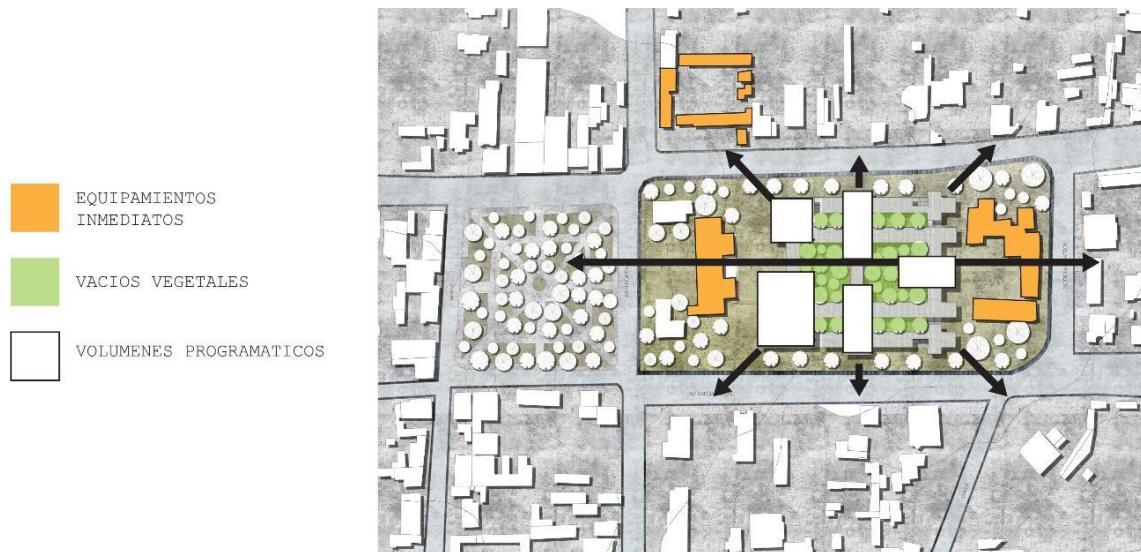 EQUIPAMIENTOS
INMEDIATOS
VACIOS VEGETALES
VOLUMENES PROGRAMATICOS